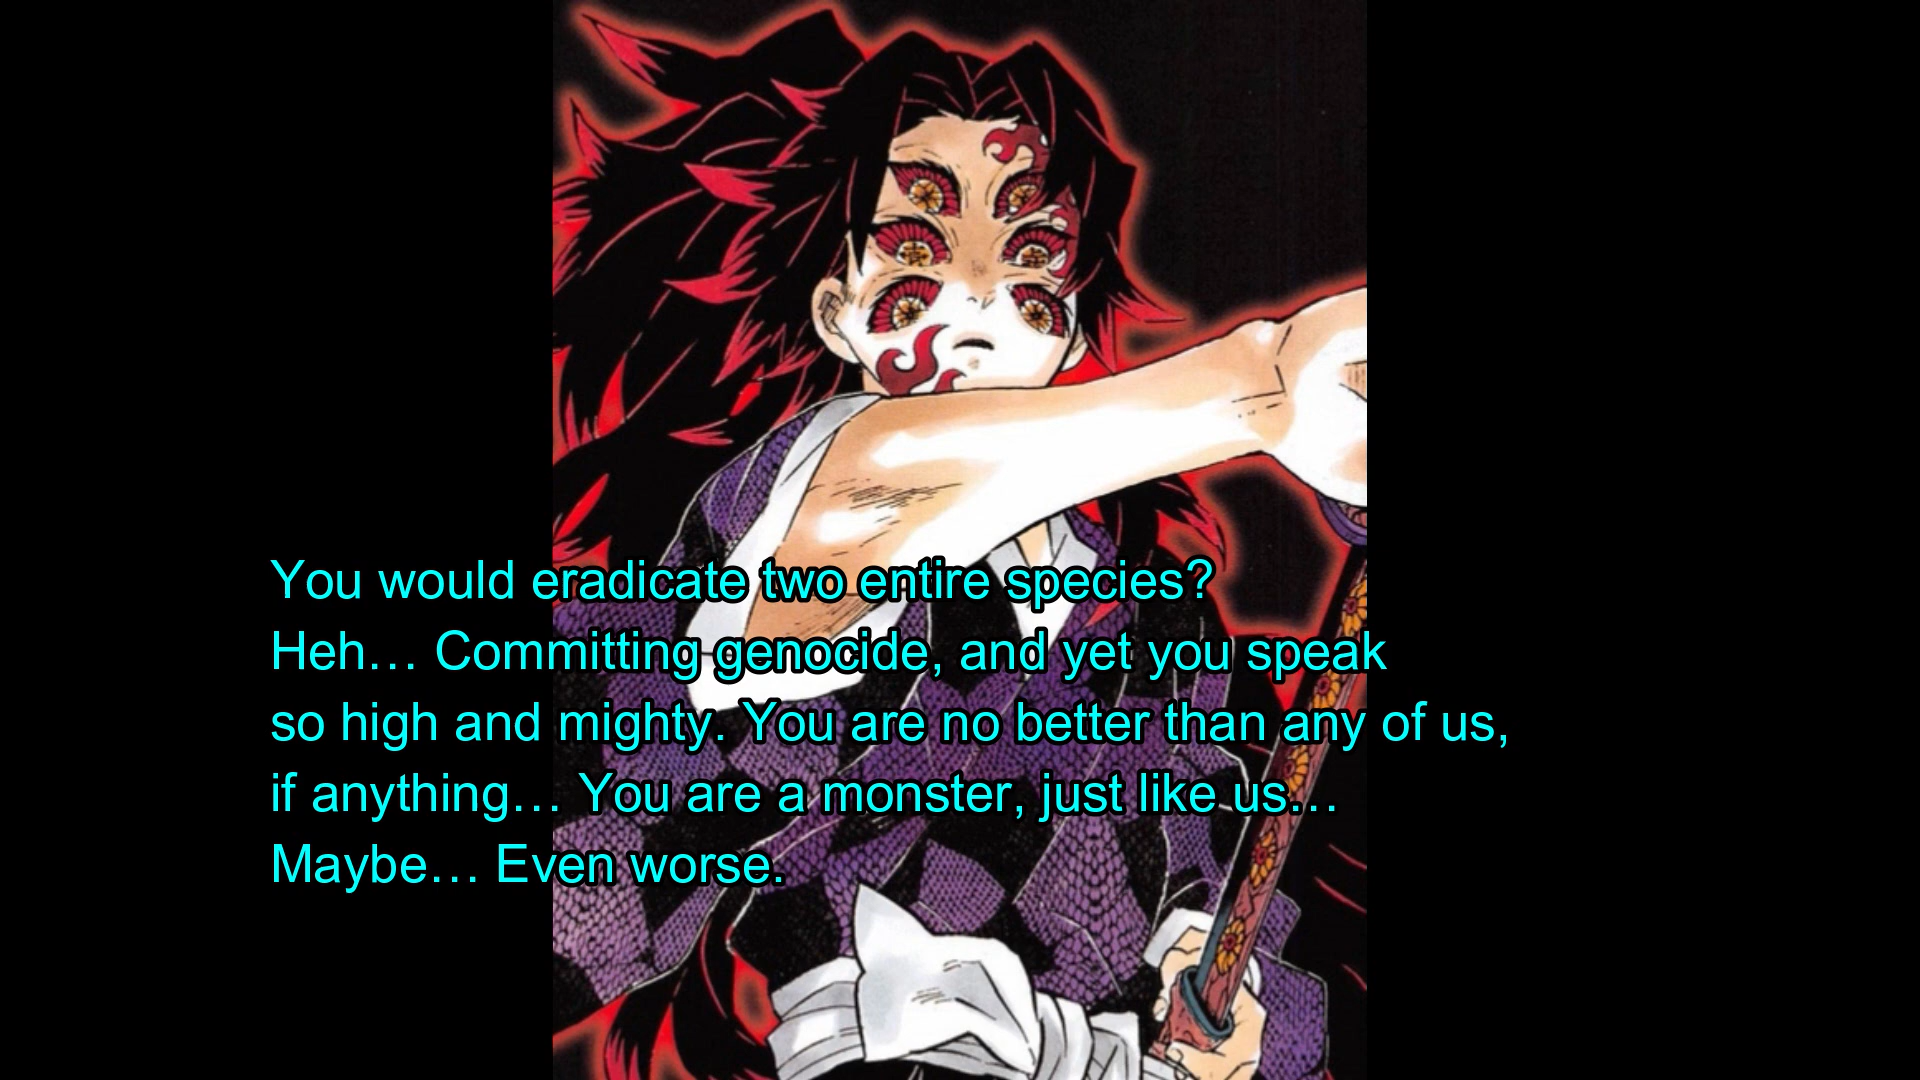 You would eradicate two entire species?
Heh… Committing genocide, and yet you speak
so high and mighty. You are no better than any of us,
if anything… You are a monster, just like us…
Maybe… Even worse.